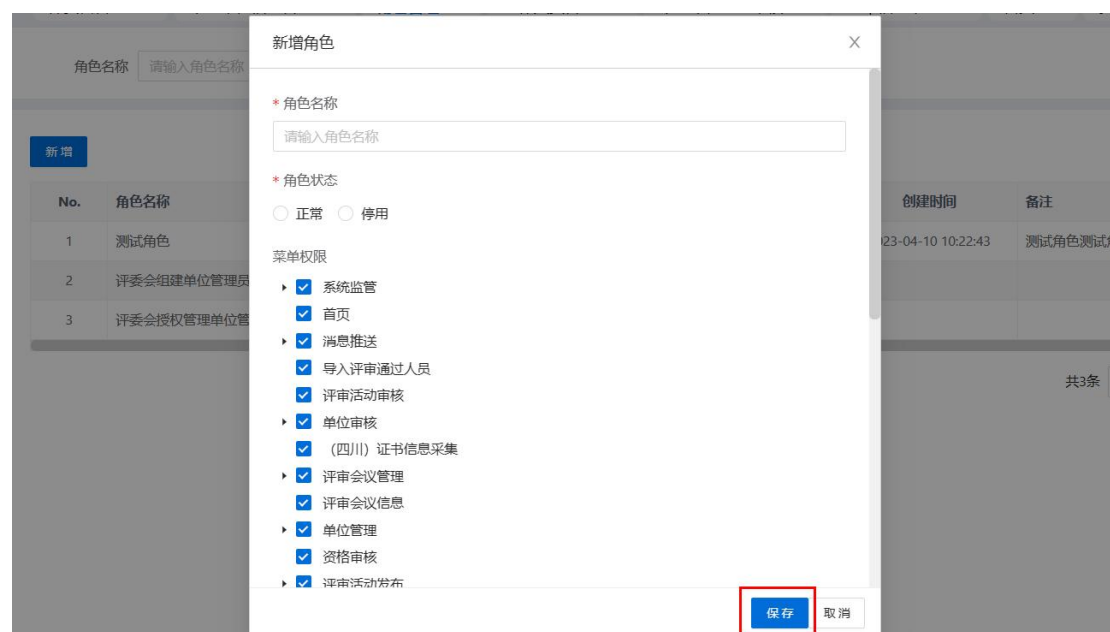 新增角色
角色名称 请输入角色名称
* 角色名称
请输入角色名称
新增
* 角色状态
正常 停用
No. 角色名称 创建时间 备注
1 测试角色 23-04-10 10:22:43 测试角色测试
菜单权限
2 评委会组建单位管理员
系统监管
首页
3 评委会授权管理单位管
消息推送
导入评审通过人员
共3条
评审活动审核
单位审核
（四川）证书信息采集
评审会议管理
评审会议信息
单位管理
资格审核
评审活动发布
保存 取消